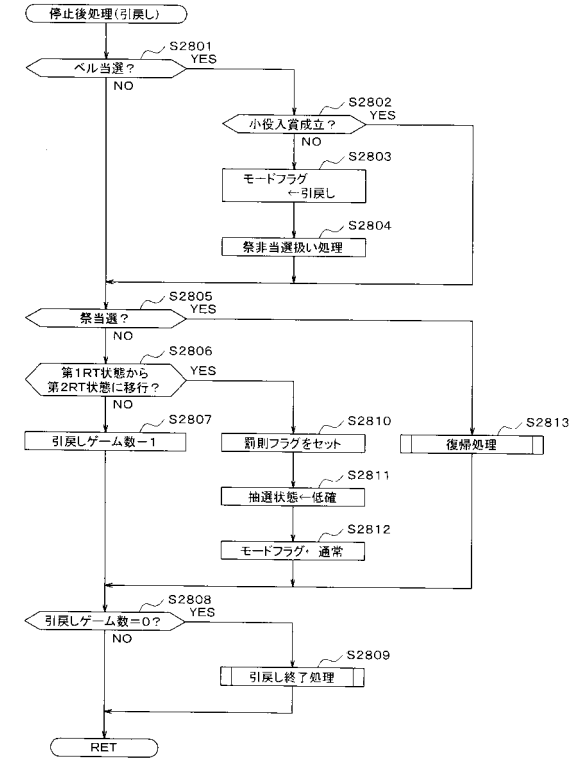 停止後処理(引戻し)
S2801
ベル当選？
YES
NO
S2802
小役入賞成立？
YES
NO
S2803
モードフラグ
←引戻し
S2804
祭非当選扱い処理
S2805
祭当選？
YES
NO
S2806
第1RT状態から
第2RT状態に移行？
YES
NO
S2807
引戻しゲーム数－1
S2810
罰則フラグをセット
S2813
復帰処理
S2811
抽選状態←低確
S2812
モードフラグ← 通常
S2808
引戻しゲーム数＝0？
YES
NO
S2809
引戻し終了処理
RET